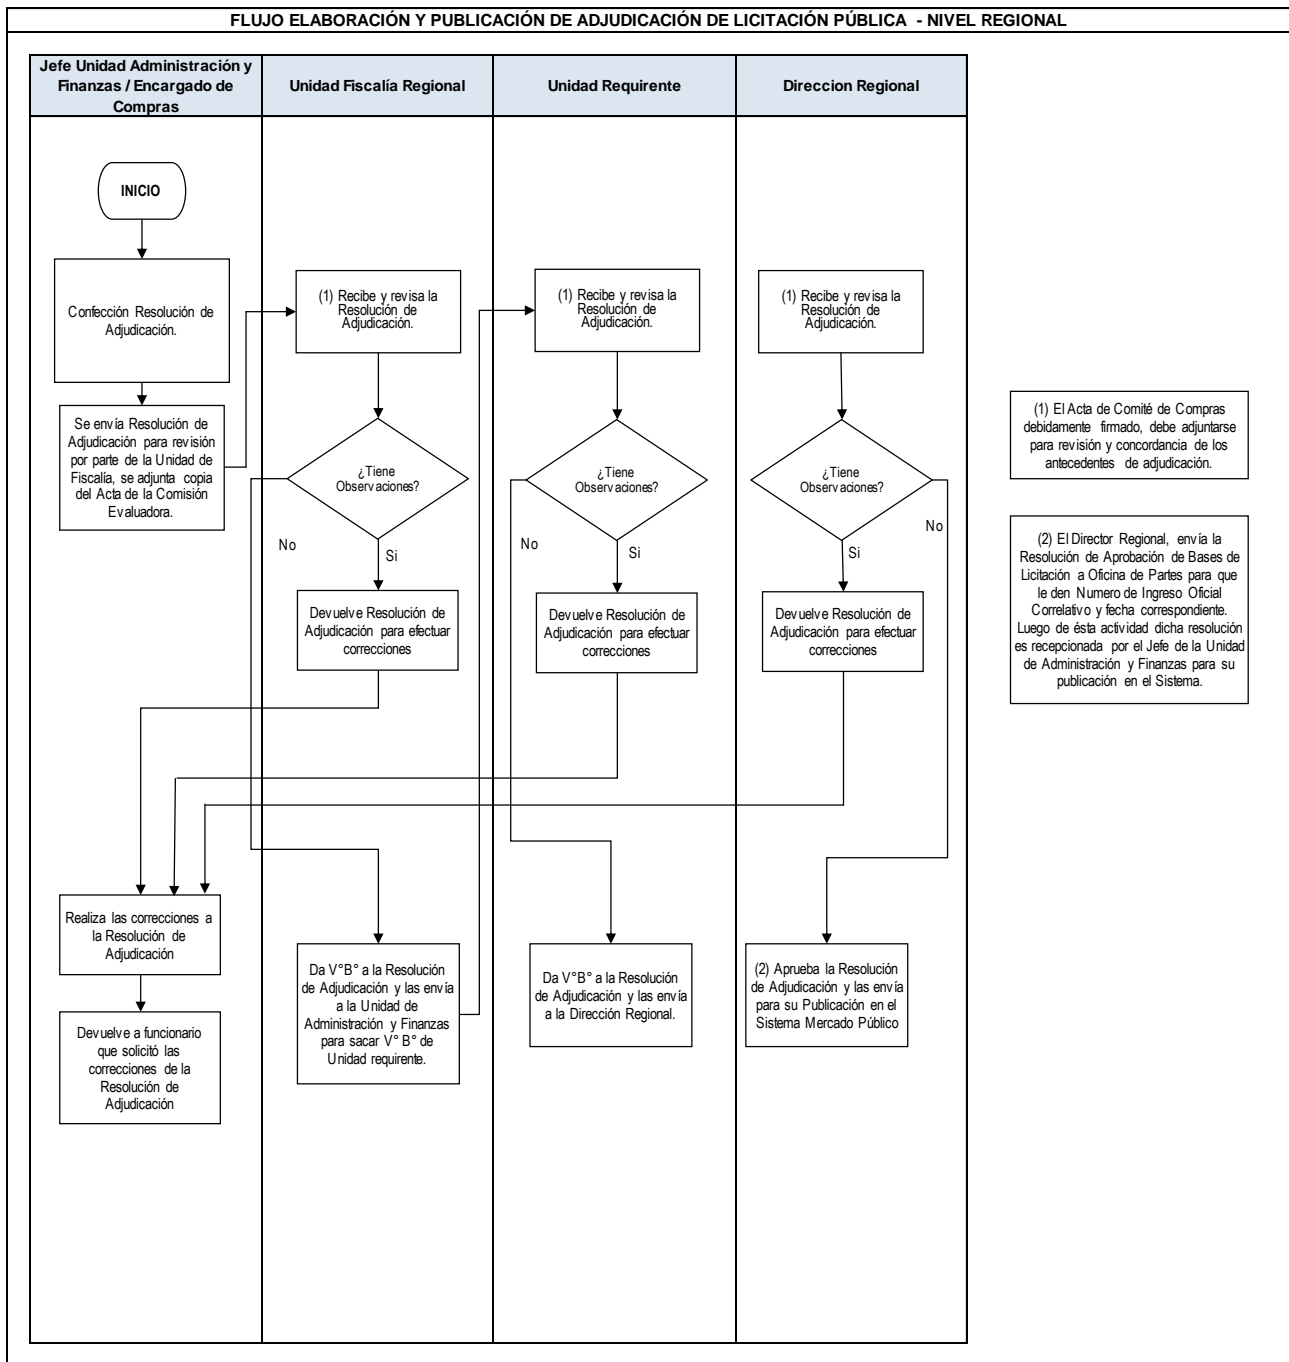 FLUJO ELABORACIÓN Y PUBLICACIÓN DE ADJUDICACIÓN DE LICITACIÓN PÚBLICA - NIVEL REGIONAL
Jefe Unidad Administración y
Finanzas / Encargado de
Compras
Unidad Fiscalía Regional
Unidad Requirente
Direccion Regional
INICIO
Confección Resolución de
Adjudicación.
Se envía Resolución de
Adjudicación para revisión
por parte de la Unidad de
Fiscalía, se adjunta copia
del Acta de la Comisión
Evaluadora.
(1) Recibe y revisa la
Resolución de
Adjudicación.
(1) Recibe y revisa la
Resolución de
Adjudicación.
(1) Recibe y revisa la
Resolución de
Adjudicación.
¿Tiene
Observaciones?
¿Tiene
Observaciones?
¿Tiene
Observaciones?
No
Si
No
Si
No
Si
Devuelve Resolución de
Adjudicación para efectuar
correcciones
Devuelve Resolución de
Adjudicación para efectuar
correcciones
Devuelve Resolución de
Adjudicación para efectuar
correcciones
Realiza las correcciones a
la Resolución de
Adjudicación
Devuelve a funcionario
que solicitó las
correcciones de la
Resolución de
Adjudicación
Da V°B° a la Resolución
de Adjudicación y las envía
a la Unidad de
Administración y Finanzas
para sacar V° B° de
Unidad requirente.
Da V°B° a la Resolución
de Adjudicación y las envía
a la Dirección Regional.
(2) Aprueba la Resolución
de Adjudicación y las envía
para su Publicación en el
Sistema Mercado Público
(1) El Acta de Comité de Compras
debidamente firmado, debe adjuntarse
para revisión y concordancia de los
antecedentes de adjudicación.
(2) El Director Regional, envía la
Resolución de Aprobación de Bases de
Licitación a Oficina de Partes para que
le den Numero de Ingreso Oficial
Correlativo y fecha correspondiente.
Luego de ésta actividad dicha resolución
es recepcionada por el Jefe de la Unidad
de Administración y Finanzas para su
publicación en el Sistema.